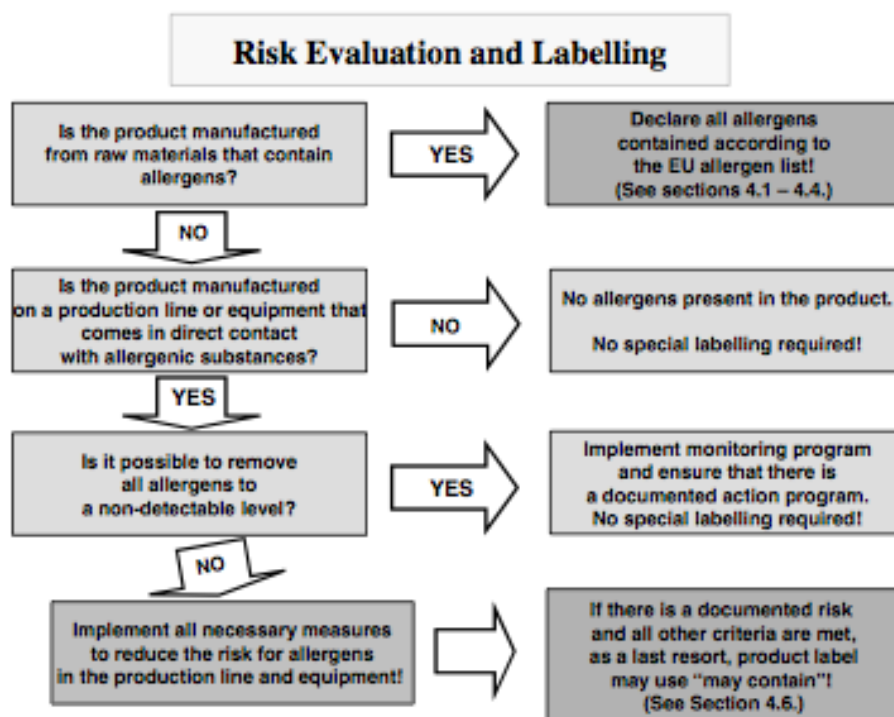 Risk Evaluation and Labelling
Is the product manufactured
from raw materials that contain
allergens?
YES
Declare all allergens
contained according to
the EU allergen list!
(See sections 4.1 – 4.4.)
NO
Is the product manufactured
on a production line or equipment that
comes in direct contact
with allergenic substances?
NO
No allergens present in the product.
No special labelling required!
YES
Is it possible to remove
all allergens to
a non-detectable level?
YES
Implement monitoring program
and ensure that there is
a documented action program.
No special labelling required!
NO
Implement all necessary measures
to reduce the risk for allergens
in the production line and equipment!
If there is a documented risk
and all other criteria are met,
as a last resort, product label
may use “may contain”!
(See Section 4.6.)